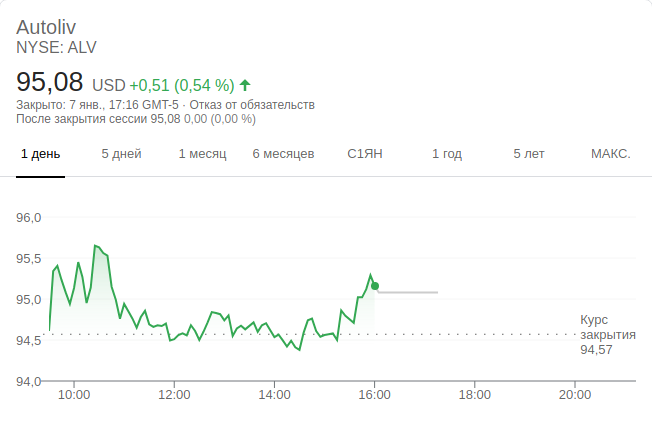 Autoliv
NYSE: ALV
95,08 USD +0,51 (0,54 %)
Закрыто: 7 янв., 17:16 GMT-5 · Отказ от обязательств
После закрытия сессии 95,08 0,00 (0,00 %)
1 день 5 дней 1 месяц 6 месяцев С1ЯН 1 год 5 лет МАКС.
96,0
95,5
95,0
94,5
94,0
Курс
закрытия
94,57
10:00 12:00 14:00 16:00 18:00 20:00